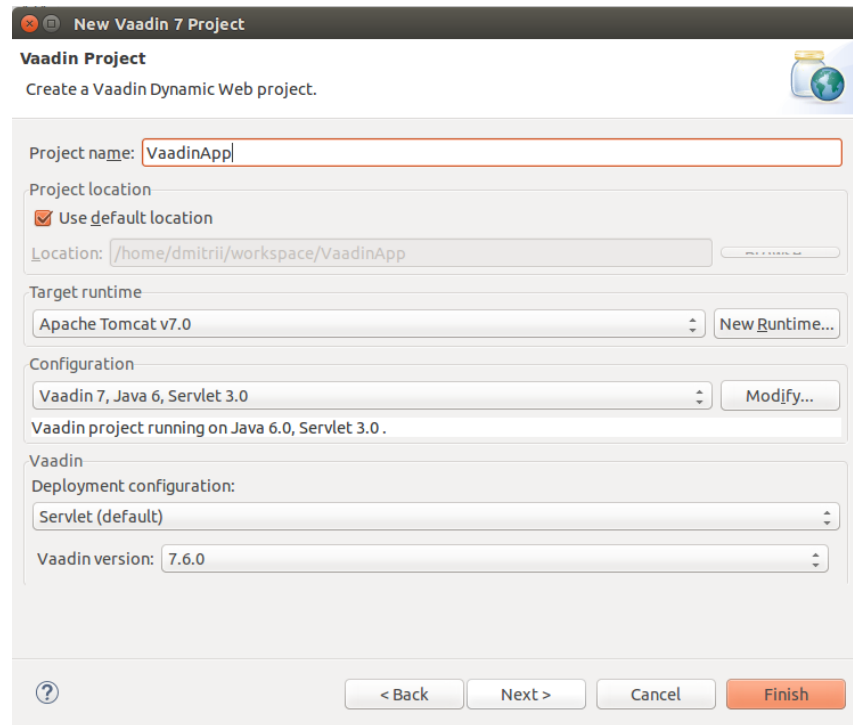 New Vaadin 7 Project
Vaadin Project
Create a Vaadin Dynamic Web project.
Project name: VaadinApp
Project location
Use default location
Location: /home/dmitrii/workspace/VaadinApp
Target runtime
Apache Tomcat v7.0 New Runtime...
Configuration
Vaadin 7, Java 6, Servlet 3.0 Modify...
Vaadin project running on Java 6.0, Servlet 3.0 .
Vaadin
Deployment configuration:
Servlet (default)
Vaadin version: 7.6.0
? < Back Next > Cancel Finish